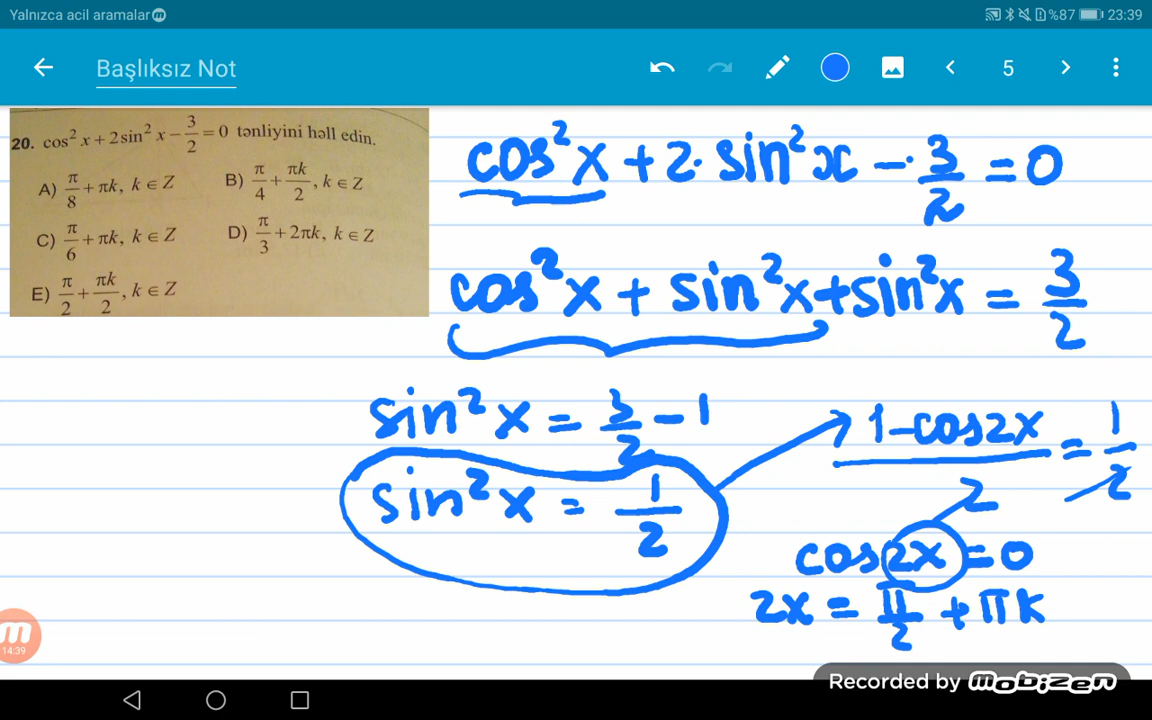 Yalnızca acil aramalar
%87 23:39
Başlıksız Not
5
20. cos² x + 2sin² x − 3/2 = 0 tənliyini həll edin.
A) π/8 + πk, k ∈ Z B) π/4 + πk/2, k ∈ Z
C) π/6 + πk, k ∈ Z D) π/3 + 2πk, k ∈ Z
E) π/2 + πk/2, k ∈ Z
cos²x + 2· sin²x − 3/2 = 0
cos²x + sin²x + sin²x = 3/2
sin²x = 3/2 − 1
sin²x = 1/2
1−cos2x/2 = 1/2
cos2x = 0
2x = π/2 + πk
14:39
Recorded by mobizen